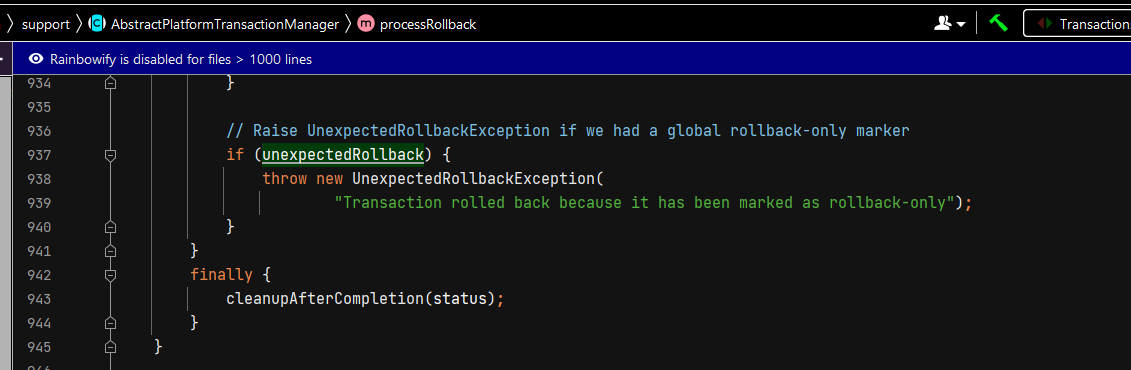 support AbstractPlatformTransactionManager processRollback Transactions
Rainbowify is disabled for files > 1000 lines
934 }
935
936 // Raise UnexpectedRollbackException if we had a global rollback-only marker
937 if (unexpectedRollback) {
938 throw new UnexpectedRollbackException(
939 "Transaction rolled back because it has been marked as rollback-only");
940 }
941 }
942 finally {
943 cleanupAfterCompletion(status);
944 }
945 }